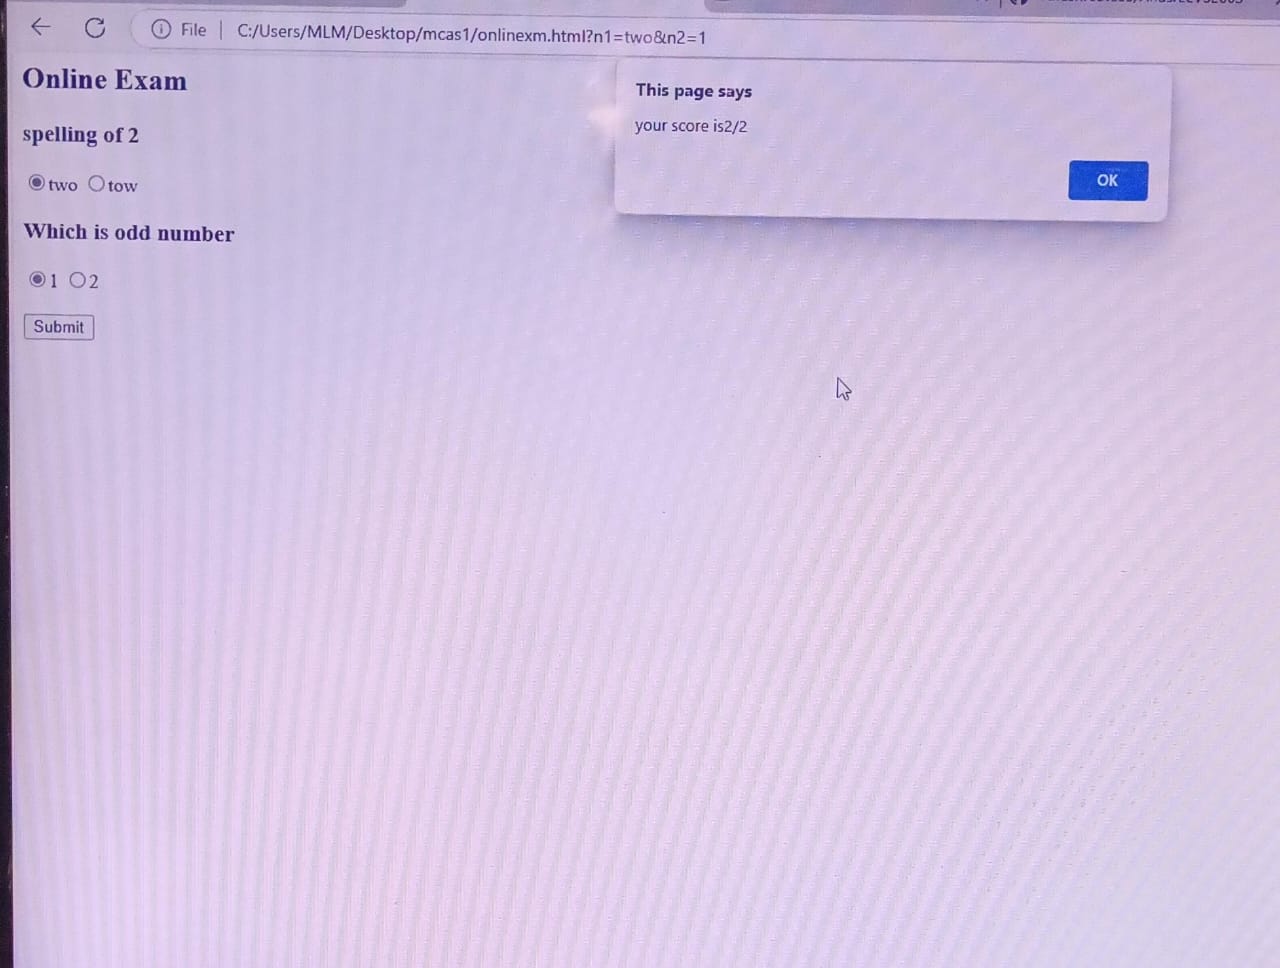 File | C:/Users/MLM/Desktop/mcas1/onlinexm.html?n1=two&n2=1
Online Exam
This page says
your score is2/2
OK
spelling of 2
two tow
Which is odd number
1 2
Submit